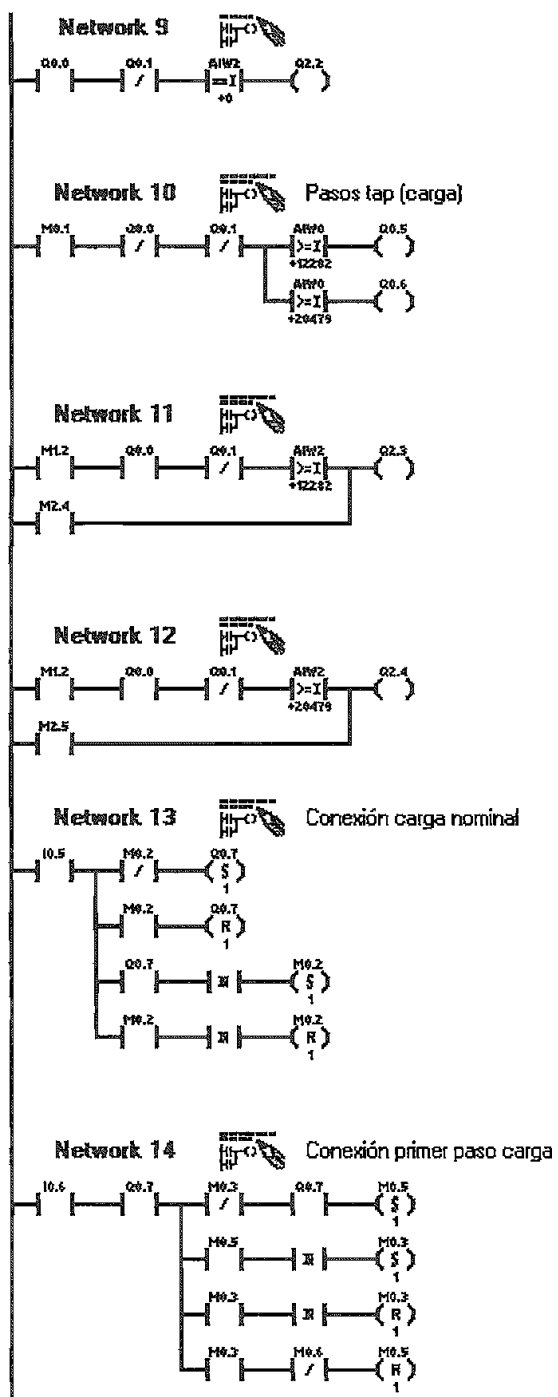 Network 9
Q0.0 Q0.1 AIW2 Q2.2
/ ==I
+0
Network 10 Pasos tap (carga)
M0.1 Q0.0 Q0.1 AIW0 Q0.5
/ / >=I
+12282
AIW0 Q0.6
>=I
+20479
Network 11
M1.2 Q0.0 Q0.1 AIW2 Q2.3
/ >=I
+12282
M2.4
Network 12
M1.2 Q0.0 Q0.1 AIW2 Q2.4
/ >=I
+20479
M2.5
Network 13 Conexión carga nominal
I0.5 M0.2 Q0.7
/ S
1
M0.2 Q0.7
R
1
Q0.7 M0.2
N S
1
M0.2 M0.2
N R
1
Network 14 Conexión primer paso carga
I0.6 Q0.7 M0.3 Q0.7 M0.5
/ S
1
M0.5 M0.3
N S
1
M0.3 M0.3
N R
1
M0.3 M0.6 M0.5
/ R
1